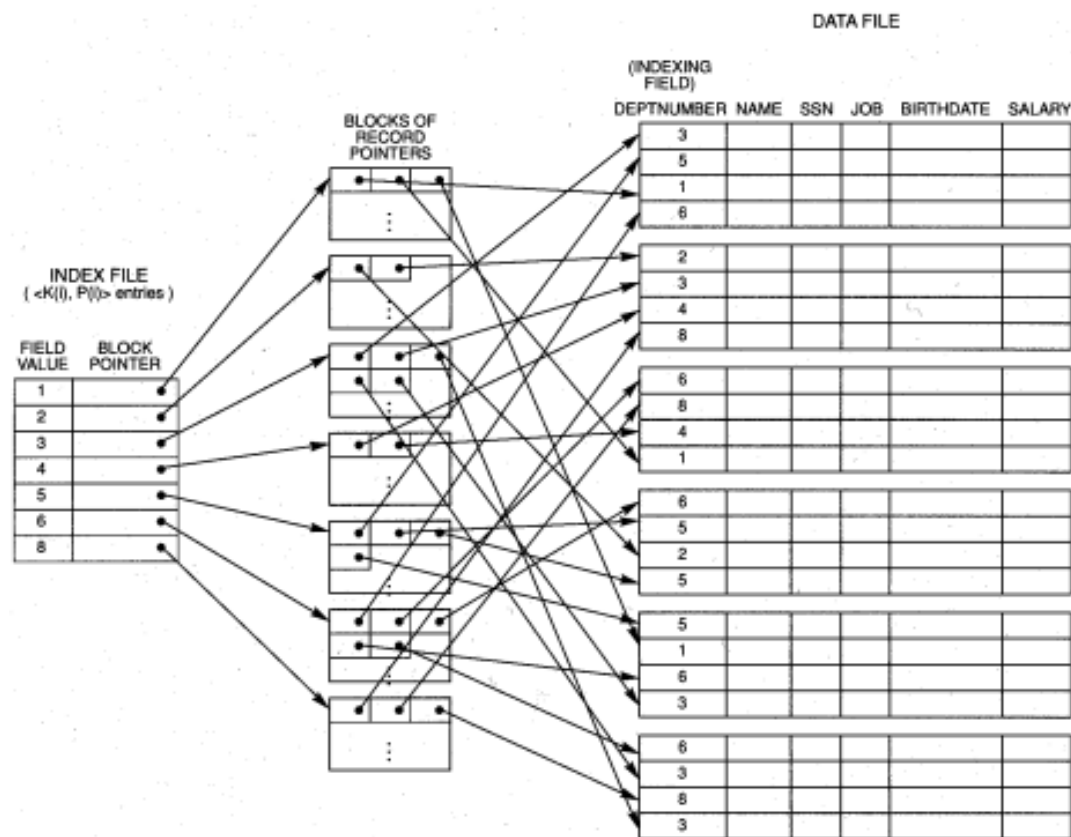 DATA FILE
(INDEXING
FIELD)
DEPTNUMBER NAME SSN JOB BIRTHDATE SALARY
BLOCKS OF
RECORD
POINTERS
INDEX FILE
( <K(i), P(i)> entries )
FIELD
VALUE
BLOCK
POINTER
1
2
3
4
5
6
8
3
5
1
6
2
3
4
8
6
8
4
1
6
5
2
5
5
1
6
3
6
3
8
3